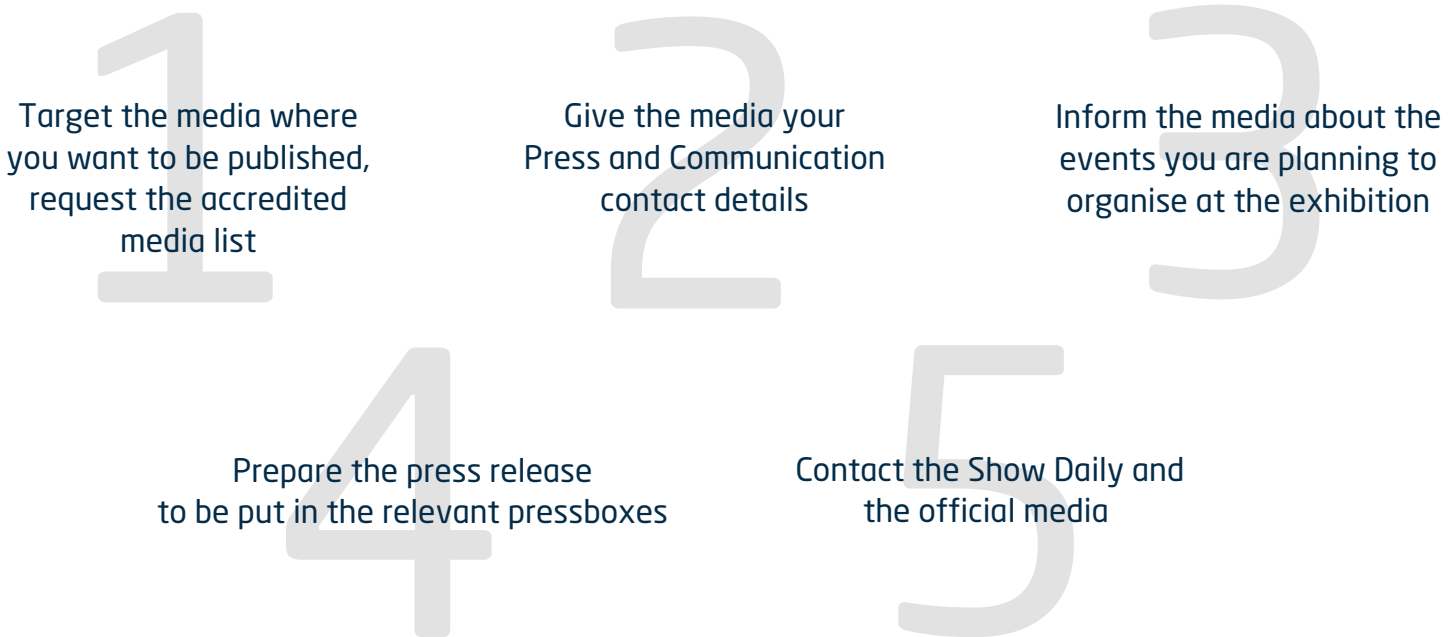 1
Target the media where
you want to be published,
request the accredited
media list
2
Give the media your
Press and Communication
contact details
3
Inform the media about the
events you are planning to
organise at the exhibition
4
Prepare the press release
to be put in the relevant pressboxes
5
Contact the Show Daily and
the official media